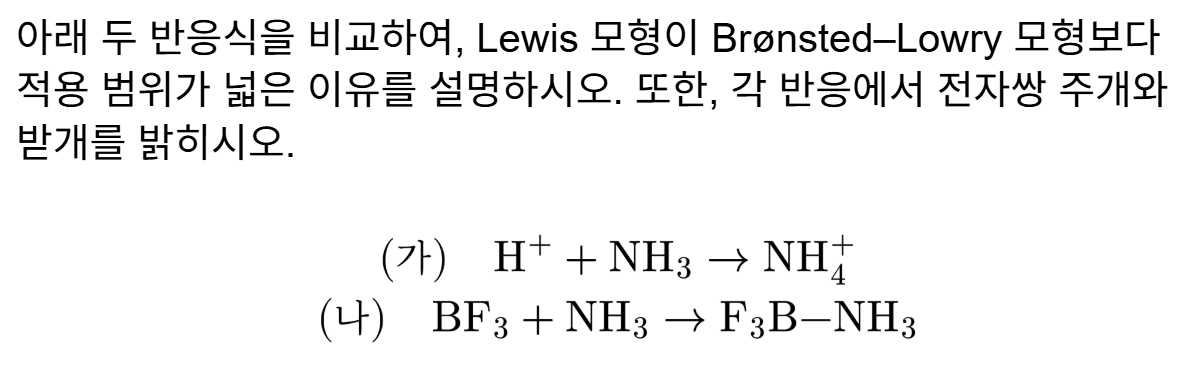 아래 두 반응식을 비교하여, Lewis 모형이 Brønsted–Lowry 모형보다
적용 범위가 넓은 이유를 설명하시오. 또한, 각 반응에서 전자쌍 주개와
받개를 밝히시오.
(가) H⁺ + NH₃ → NH₄⁺
(나) BF₃ + NH₃ → F₃B−NH₃